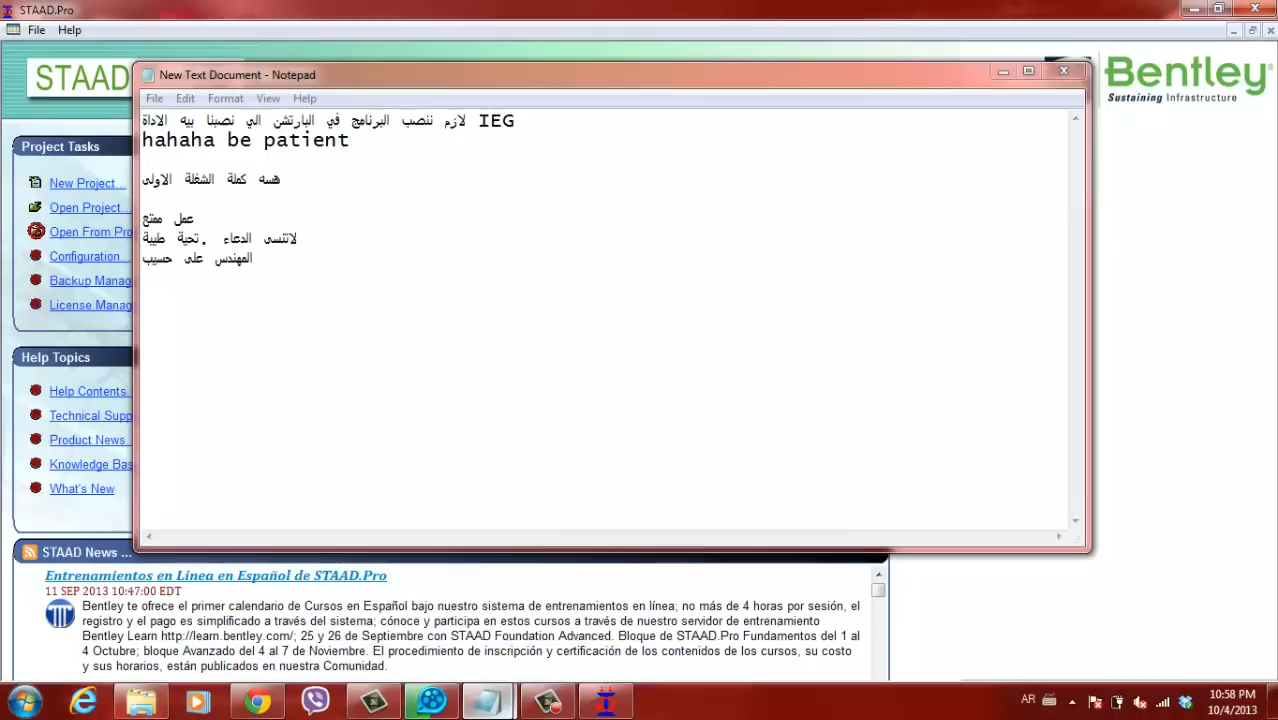 STAAD.Pro
File Help
STAAD
Bentley
Sustaining Infrastructure
New Text Document - Notepad
File Edit Format View Help
لازم ننصب البرنامج في البارتشن الي نصبنا بيه الاداة IEG
hahaha be patient
هسه كملة الشغلة الاولى
عمل ممتع
لاتنسى الدعاء .تحية طيبة
المهندس على حسيب
Project Tasks
New Project...
Open Project...
Open From Pro
Configuration...
Backup Manag
License Manag
Help Topics
Help Contents
Technical Supp
Product News...
Knowledge Bas
What's New
STAAD News ...
Entrenamientos en Línea en Español de STAAD.Pro
11 SEP 2013 10:47:00 EDT
Bentley te ofrece el primer calendario de Cursos en Español bajo nuestro sistema de entrenamientos en línea; no más de 4 horas por sesión, el
registro y el pago es simplificado a través del sistema; cónoce y participa en estos cursos a través de nuestro servidor de entrenamiento
Bentley Learn http://learn.bentley.com/; 25 y 26 de Septiembre con STAAD Foundation Advanced. Bloque de STAAD.Pro Fundamentos del 1 al
4 Octubre; bloque Avanzado del 4 al 7 de Noviembre. El procedimiento de inscripción y certificación de los contenidos de los cursos, su costo
y sus horarios, están publicados en nuestra Comunidad.
AR
10:58 PM
10/4/2013